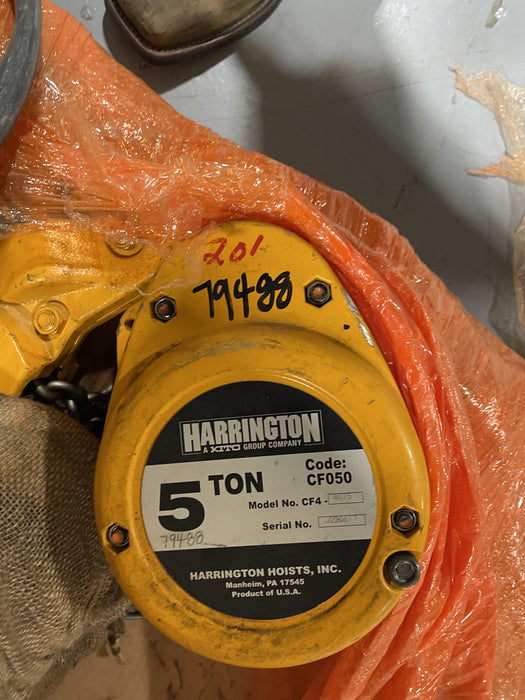 201
79488
HARRINGTON
A KITO GROUP COMPANY
5 TON
Code:
CF050
Model No. CF4 -
Serial No.
79488
HARRINGTON HOISTS, INC.
Manheim, PA 17545
Product of U.S.A.